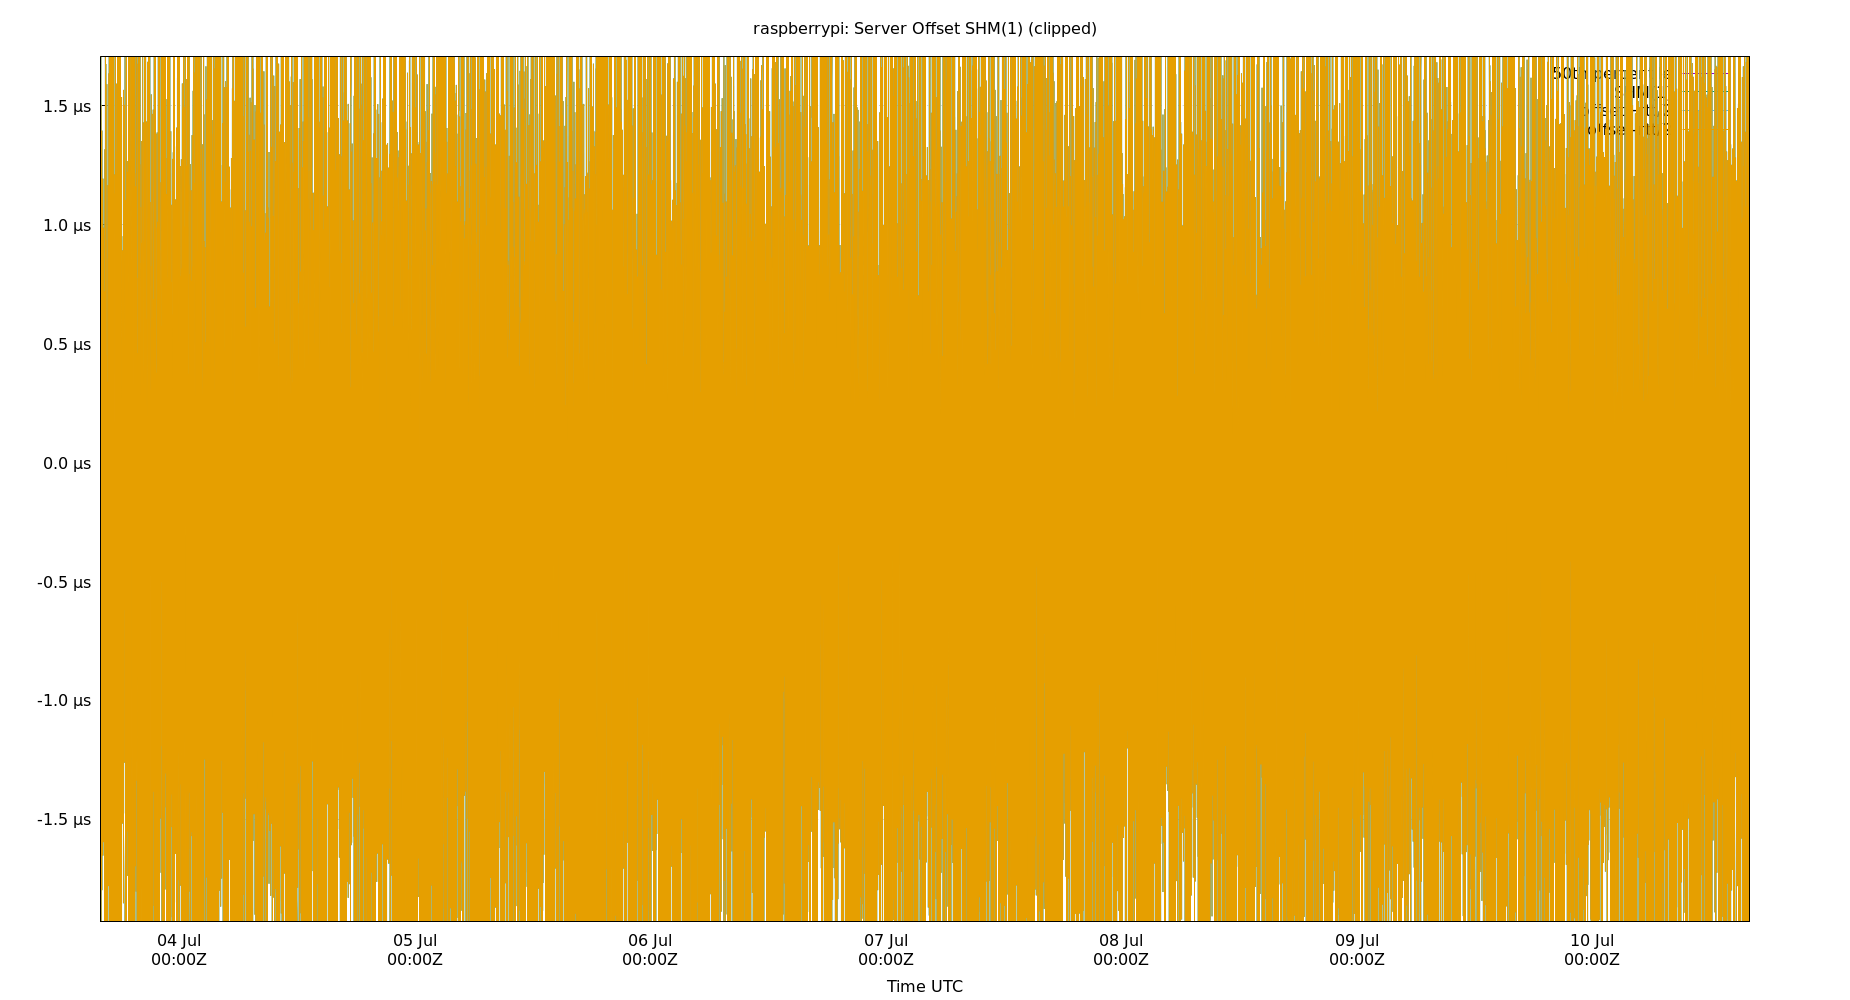 raspberrypi: Server Offset SHM(1) (clipped)
50th
1.5 µs
1.0 µs
0.5 µs
0.0 µs
-0.5 µs
-1.0 µs
-1.5 µs
04 Jul 05 Jul 06 Jul 07 Jul 08 Jul 09 Jul 10 Jul
00:00Z 00:00Z 00:00Z 00:00Z 00:00Z 00:00Z 00:00Z
Time UTC